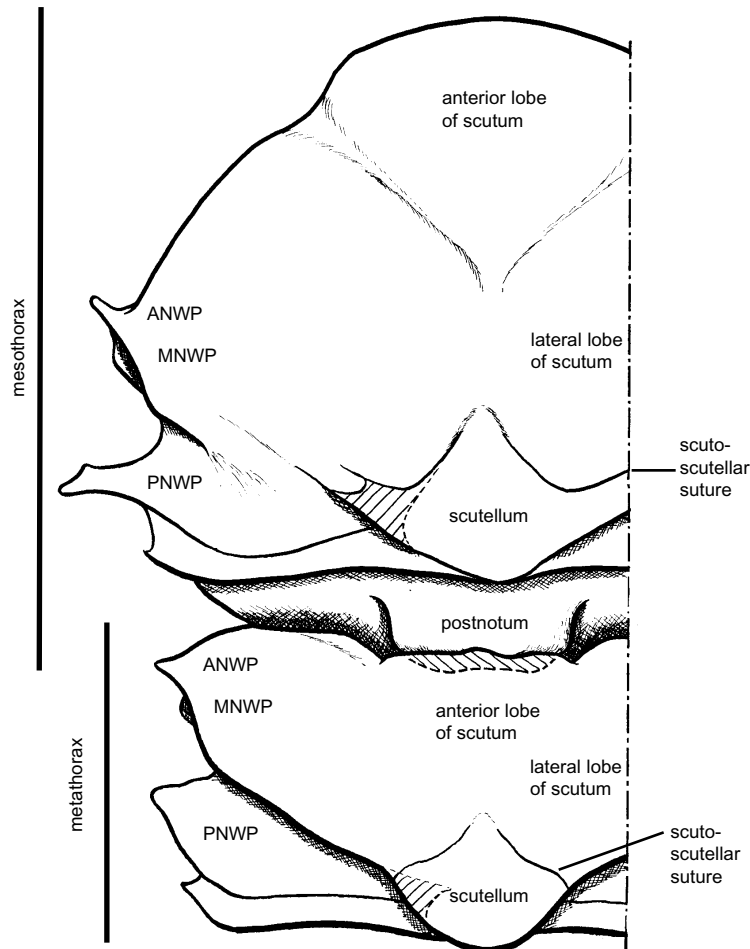 anterior lobe
of scutum
mesothorax
ANWP
MNWP
lateral lobe
of scutum
scuto-
scutellar
suture
PNWP
scutellum
postnotum
metathorax
ANWP
MNWP
anterior lobe
of scutum
lateral lobe
of scutum
PNWP
scuto-
scutellar
suture
scutellum